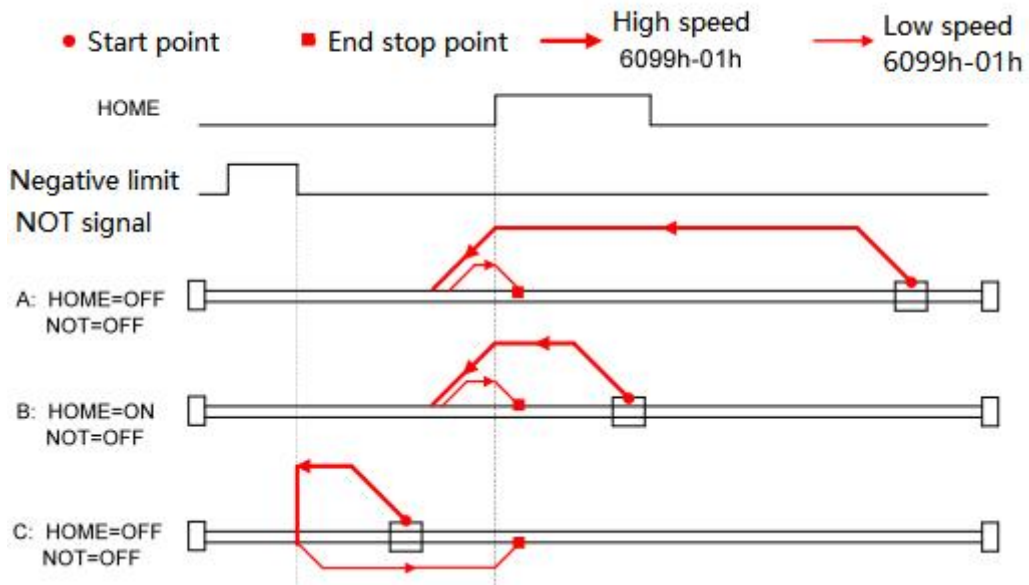 Start point
End stop point
High speed
6099h-01h
Low speed
6099h-01h
HOME
Negative limit
NOT signal
A: HOME=OFF
NOT=OFF
B: HOME=ON
NOT=OFF
C: HOME=OFF
NOT=OFF